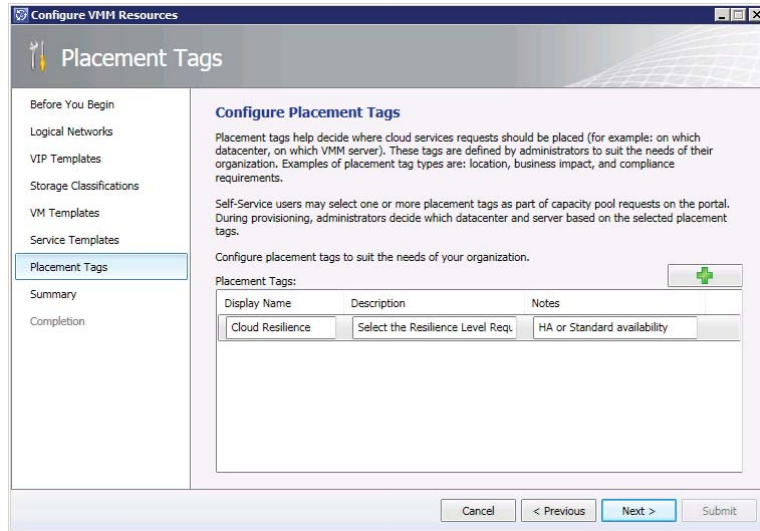 Configure VMM Resources
Placement Tags
Before You Begin
Logical Networks
VIP Templates
Storage Classifications
VM Templates
Service Templates
Placement Tags
Summary
Completion
Configure Placement Tags
Placement tags help decide where cloud services requests should be placed (for example: on which
datacenter, on which VMM server). These tags are defined by administrators to suit the needs of their
organization. Examples of placement tag types are: location, business impact, and compliance
requirements.
Self-Service users may select one or more placement tags as part of capacity pool requests on the portal.
During provisioning, administrators decide which datacenter and server based on the selected placement
tags.
Configure placement tags to suit the needs of your organization.
Placement Tags:
Display Name Description Notes
Cloud Resilience Select the Resilience Level Requ HA or Standard availability
Cancel < Previous Next > Submit